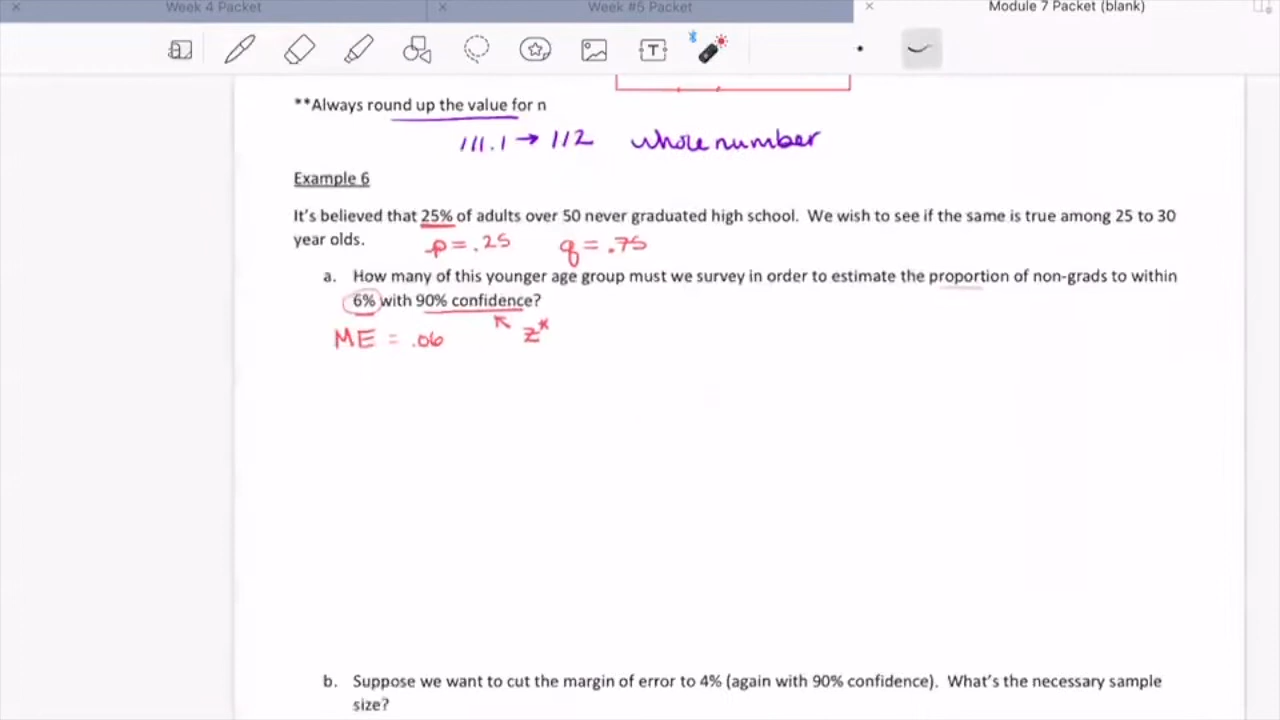 Week 4 Packet
Week #5 Packet
Module 7 Packet (blank)
**Always round up the value for n
111.1 → 112 whole number
Example 6
It's believed that 25% of adults over 50 never graduated high school. We wish to see if the same is true among 25 to 30
year olds.
p = .25 q = .75
a. How many of this younger age group must we survey in order to estimate the proportion of non-grads to within
6% with 90% confidence?
ME = .06 z*
b. Suppose we want to cut the margin of error to 4% (again with 90% confidence). What's the necessary sample
size?